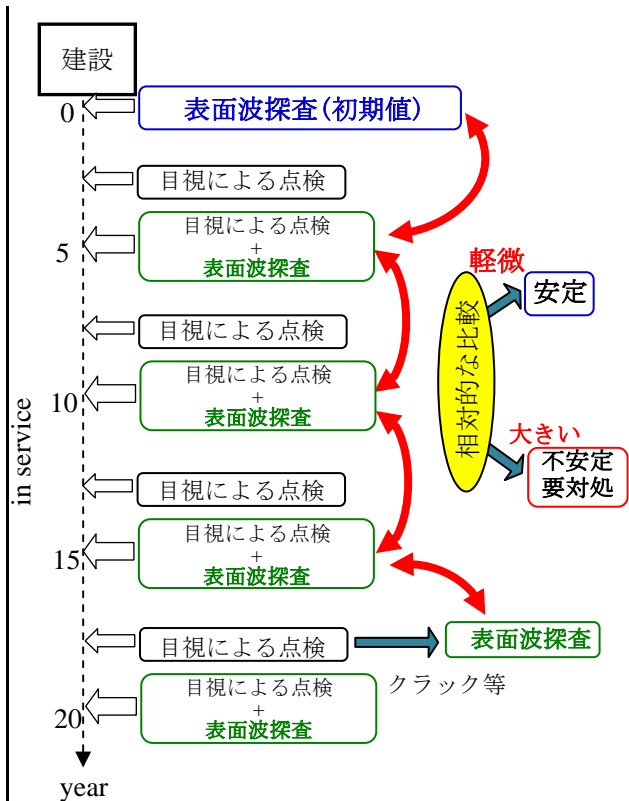 建設
0
表面波探査(初期値)
目視による点検
5
目視による点検
+
表面波探査
軽微
安定
相対的な比較
目視による点検
10
目視による点検
+
表面波探査
大きい
不安定
要対処
in service
目視による点検
15
目視による点検
+
表面波探査
目視による点検
表面波探査
クラック等
20
目視による点検
+
表面波探査
year